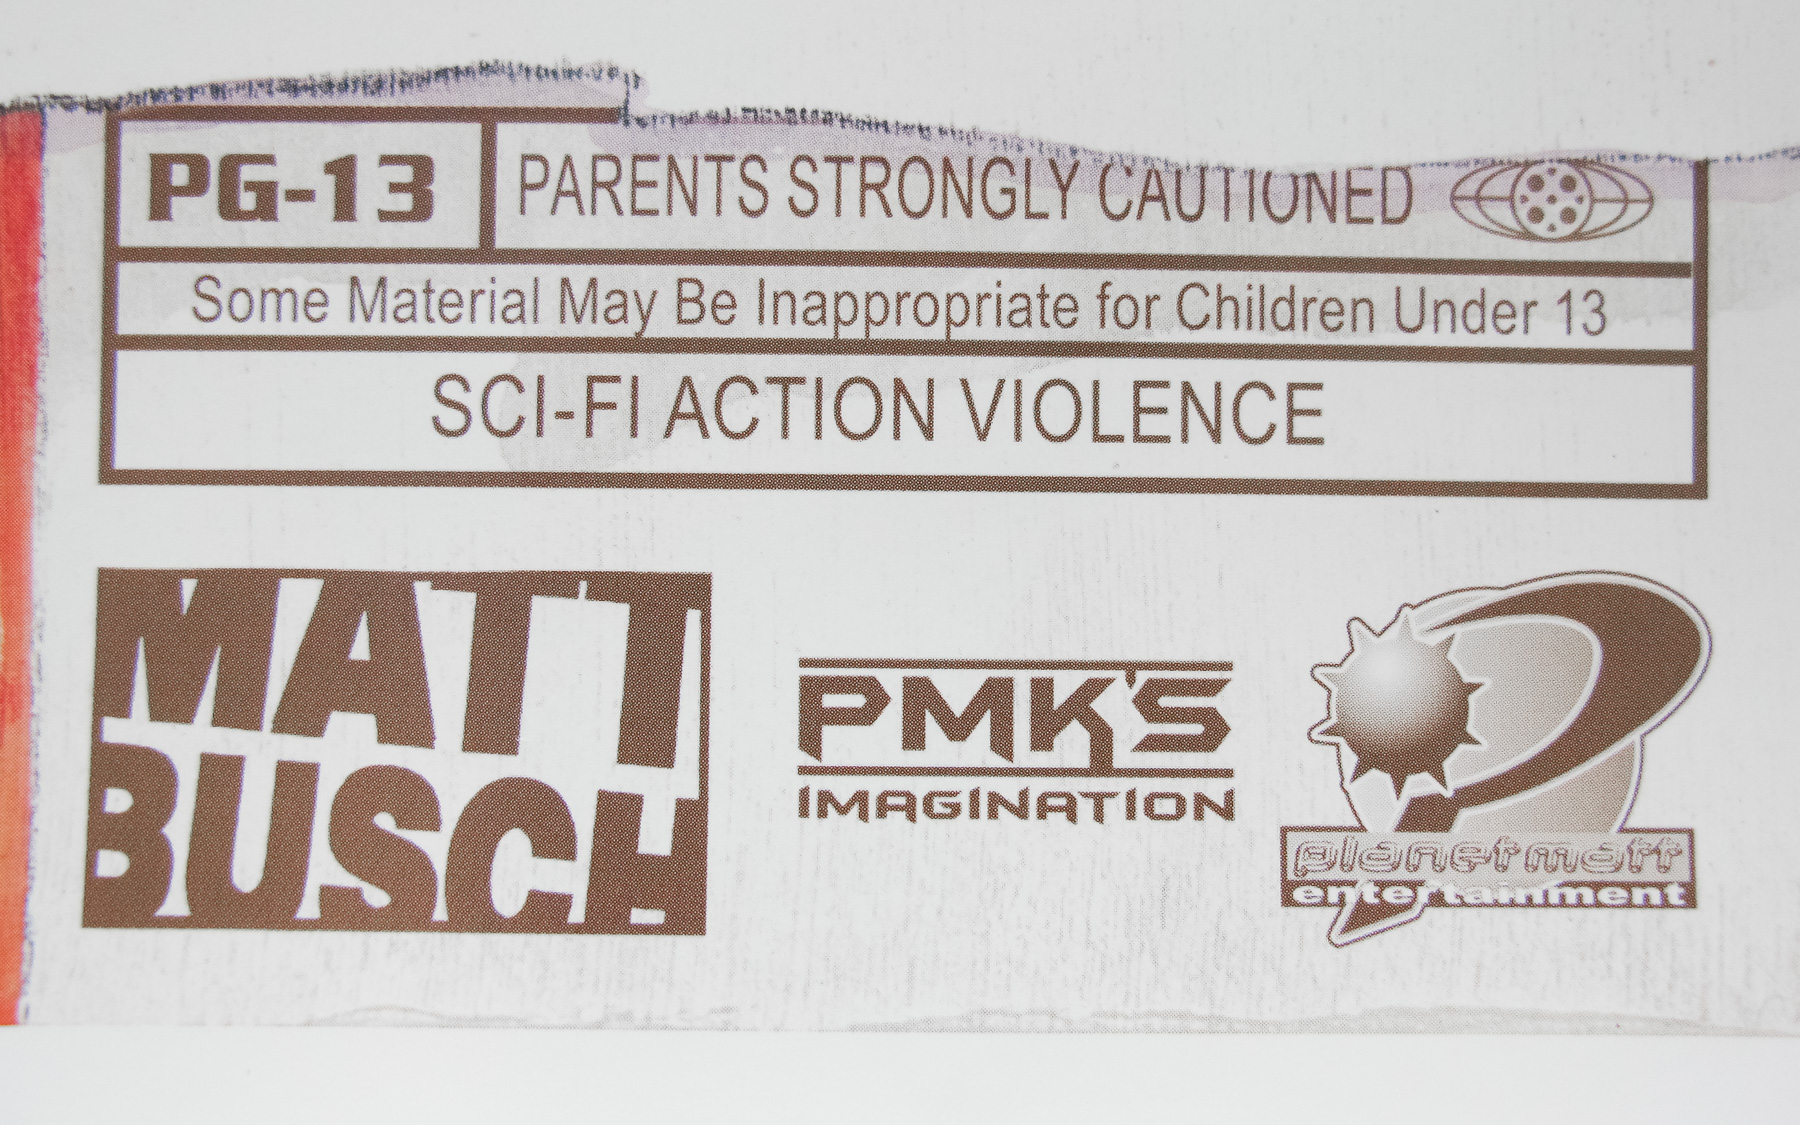 PG-13 PARENTS STRONGLY CAUTIONED
Some Material May Be Inappropriate for Children Under 13
SCI-FI ACTION VIOLENCE
MATT
BUSCH
PMK'S
IMAGINATION
planetmatt
entertainment